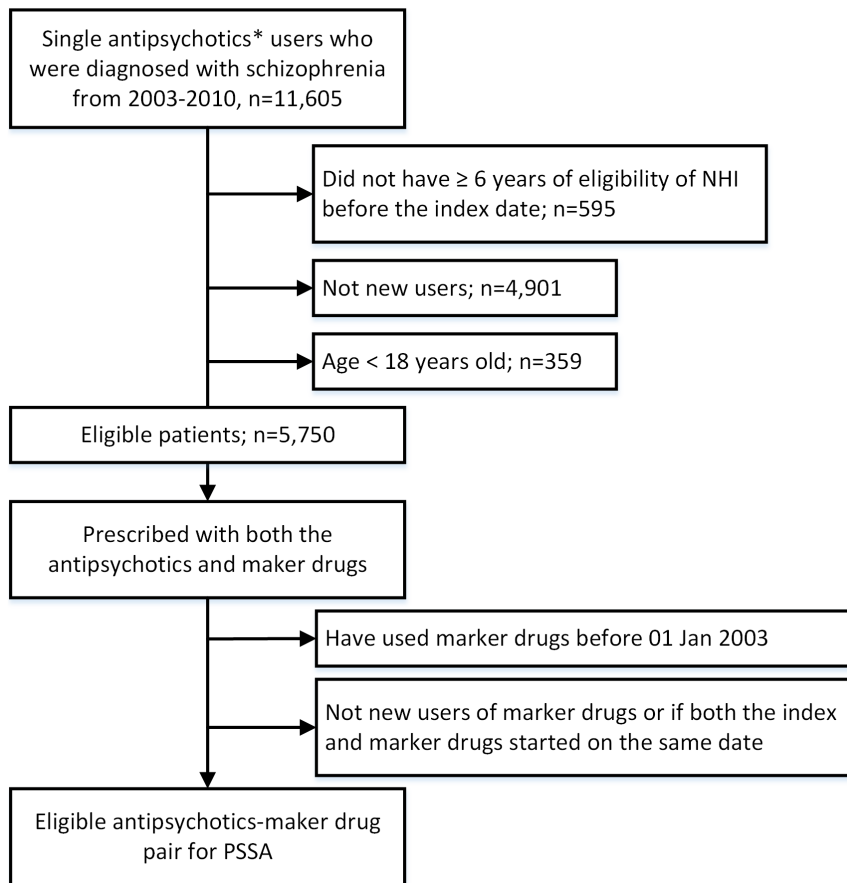 Single antipsychotics* users who
were diagnosed with schizophrenia
from 2003-2010, n=11,605
Did not have ≥ 6 years of eligibility of NHI
before the index date; n=595
Not new users; n=4,901
Age < 18 years old; n=359
Eligible patients; n=5,750
Prescribed with both the
antipsychotics and maker drugs
Have used marker drugs before 01 Jan 2003
Not new users of marker drugs or if both the index
and marker drugs started on the same date
Eligible antipsychotics-maker drug
pair for PSSA